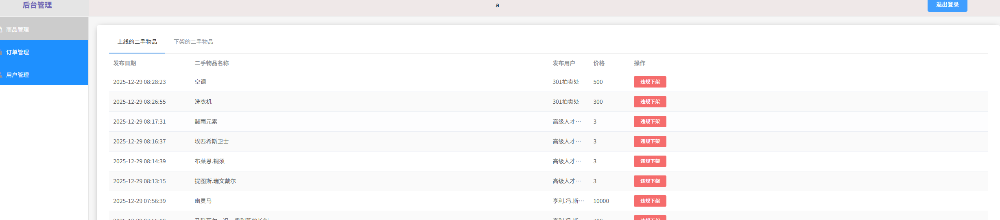 后台管理
a
退出登录
商品管理
订单管理
用户管理
上线的二手物品 下架的二手物品
发布日期 二手物品名称 发布用户 价格 操作
2025-12-29 08:28:23 空调 301拍卖处 500 违规下架
2025-12-29 08:26:55 洗衣机 301拍卖处 300 违规下架
2025-12-29 08:17:31 酸雨元素 高级人才… 3 违规下架
2025-12-29 08:16:37 埃匹希斯卫士 高级人才… 3 违规下架
2025-12-29 08:14:39 布莱恩.铜须 高级人才… 3 违规下架
2025-12-29 08:13:15 提图斯.瑞文戴尔 高级人才… 3 违规下架
2025-12-29 07:56:39 幽灵马 亨利.冯.斯… 10000 违规下架